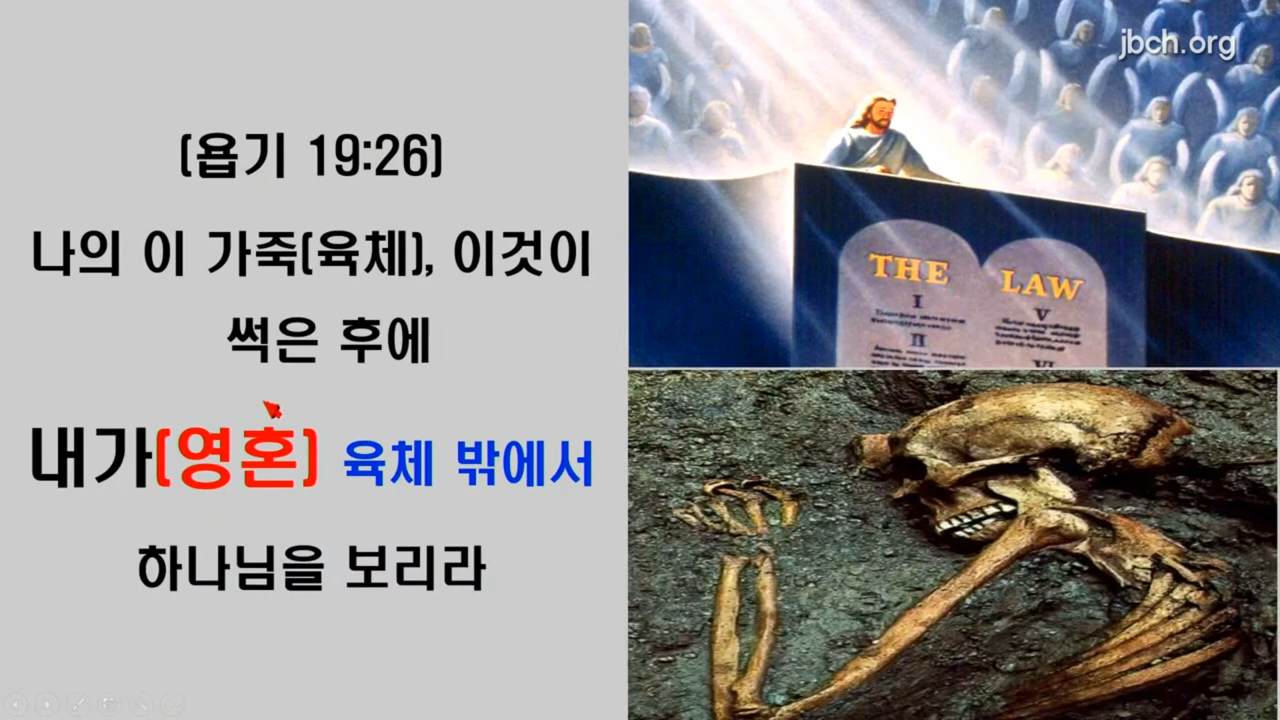 (욥기 19:26)
나의 이 가죽(육체), 이것이
썩은 후에
내가(영혼) 육체 밖에서
하나님을 보리라
jbch.org
THE LAW
I
V
II
VI